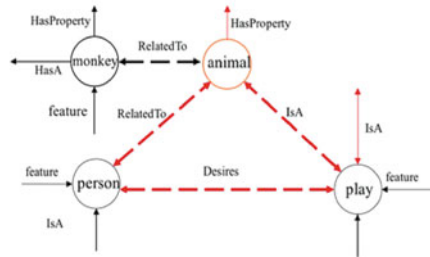 HasProperty
HasProperty
RelatedTo
monkey
animal
HasA
feature
RelatedTo
IsA
IsA
feature
Desires
feature
person
play
IsA